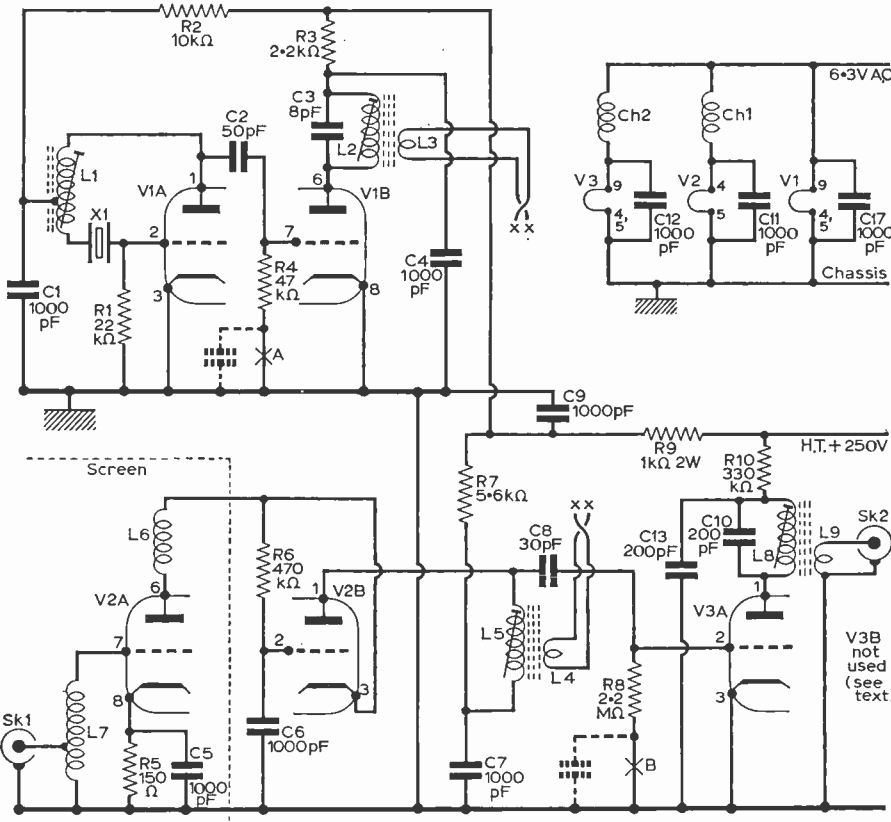 R2
10kΩ
R3
2·2kΩ
C3
8pF
C2
50pF
L1
L2
L3
X1
V1A
V1B
1
6
2
7
3
8
R4
47
kΩ
C4
1000
pF
C1
1000
pF
R1
22
kΩ
A
x x
6·3V AC
Ch2
Ch1
V3
9
4,
5
C12
1000
pF
V2
4
5
C11
1000
pF
V1
9
4,
5
C17
1000
pF
Chassis
C9
1000pF
R9
1kΩ 2W
H.T.+ 250V
R10
330
kΩ
Screen
L6
R6
470
kΩ
R7
5·6kΩ
C8
30pF
x x
C13
200pF
C10
200
pF
L8
L9
Sk2
V2A
6
7
8
V2B
1
2
3
L5
L4
V3A
1
2
3
V3B
not
used
(see
text)
R8
2·2
MΩ
B
Sk1
L7
R5
150
Ω
C5
1000
pF
C6
1000pF
C7
1000
pF